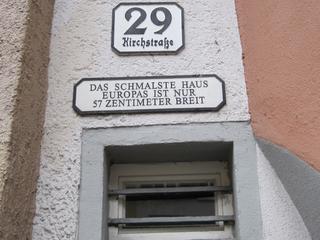 29
Kirchstraße
DAS SCHMALSTE HAUS
EUROPAS IST NUR
57 ZENTIMETER BREIT